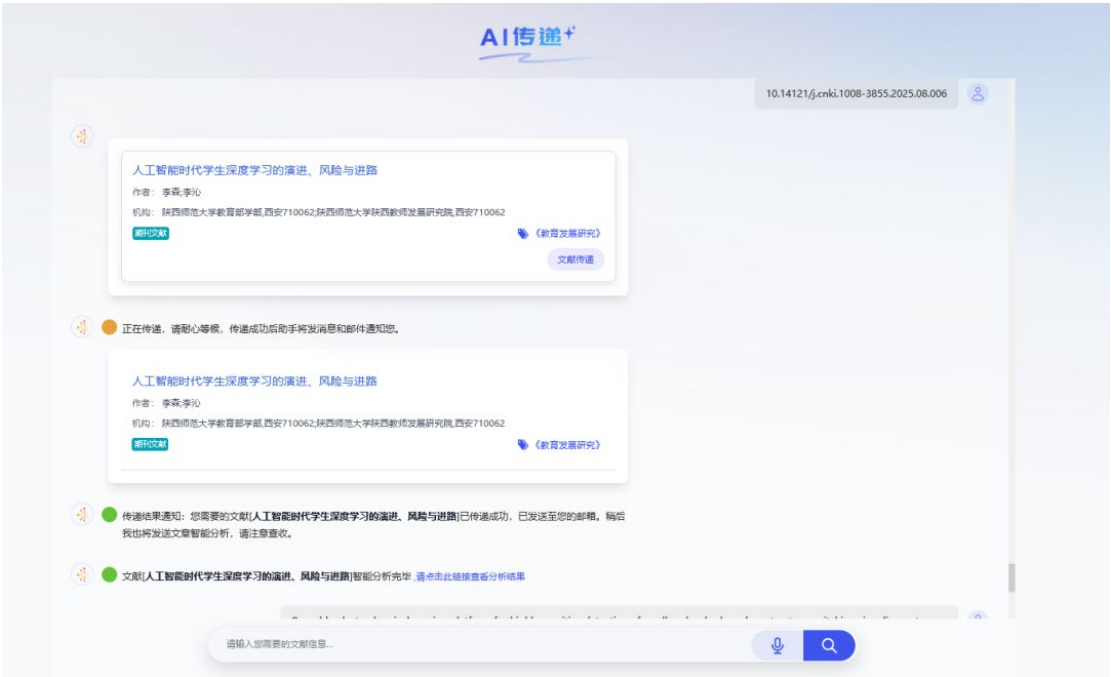 AI传递
10.14121/j.cnki.1008-3855.2025.08.006
人工智能时代学生深度学习的演进、风险与进路
作者： 李森;李沁
机构： 陕西师范大学教育部学部,西安710062;陕西师范大学陕西教师发展研究院,西安710062
期刊文献
《教育发展研究》
文献传递
正在传递，请耐心等候，传递成功后助手将发消息和邮件通知您。
人工智能时代学生深度学习的演进、风险与进路
作者： 李森;李沁
机构： 陕西师范大学教育部学部,西安710062;陕西师范大学陕西教师发展研究院,西安710062
期刊文献
《教育发展研究》
传递结果通知：您需要的文献[人工智能时代学生深度学习的演进、风险与进路]已传递成功，已发送至您的邮箱。稍后
我也将发送文章智能分析，请注意查收。
文献[人工智能时代学生深度学习的演进、风险与进路]智能分析完毕 ,请点击此链接查看分析结果
请输入您需要的文献信息...